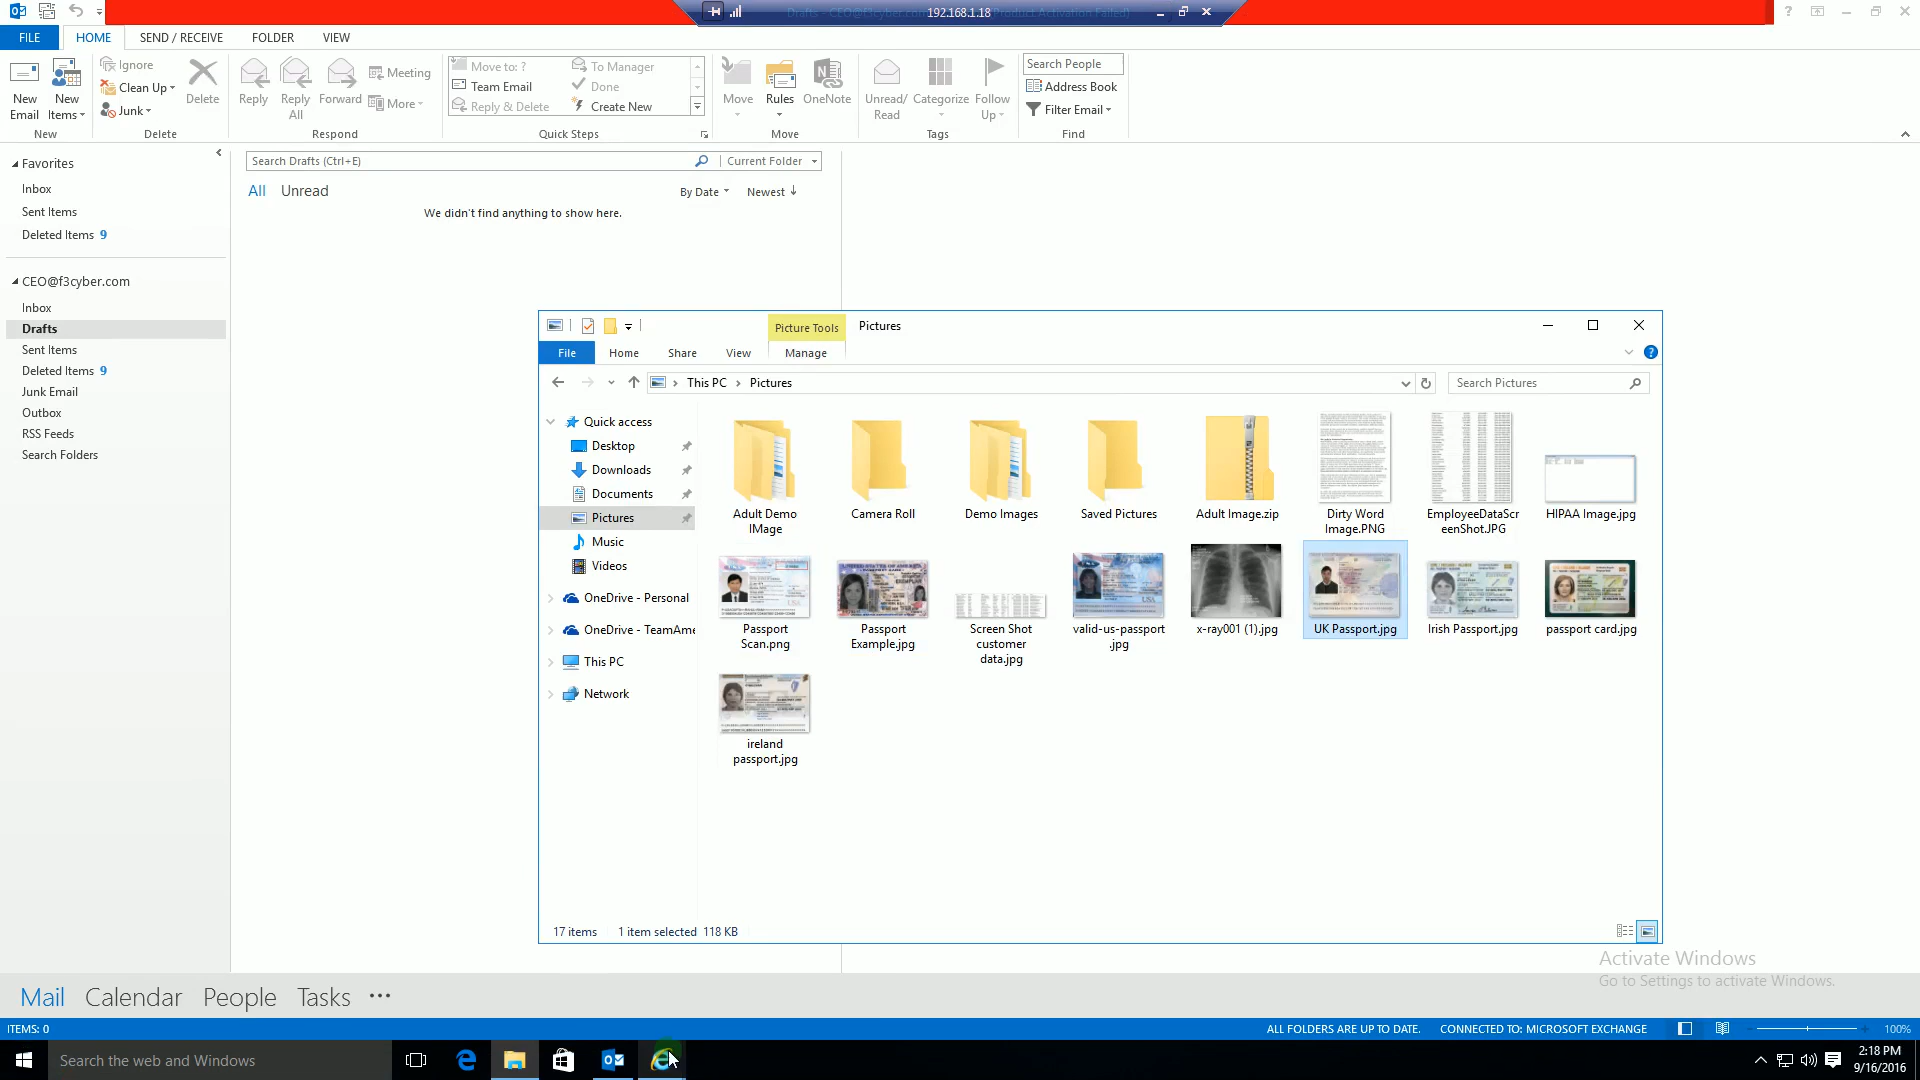 Drafts - CEO@f3cyber.com 192.168.1.18 Product Activation Failed)
FILE HOME SEND / RECEIVE FOLDER VIEW
New Email
New Items
Ignore
Clean Up
Junk
Delete
Reply
Reply All
Forward
Meeting
More
Move to: ?
Team Email
Reply & Delete
To Manager
Done
Create New
Move
Rules
OneNote
Unread/ Read
Categorize
Follow Up
Search People
Address Book
Filter Email
New Delete Respond Quick Steps Move Tags Find
Favorites
Inbox
Sent Items
Deleted Items 9
CEO@f3cyber.com
Inbox
Drafts
Sent Items
Deleted Items 9
Junk Email
Outbox
RSS Feeds
Search Folders
Search Drafts (Ctrl+E)
Current Folder
All Unread
By Date Newest
We didn't find anything to show here.
Picture Tools Pictures
File Home Share View Manage
This PC Pictures
Search Pictures
Quick access
Desktop
Downloads
Documents
Pictures
Music
Videos
OneDrive - Personal
OneDrive - TeamAme
This PC
Network
Adult Demo IMage
Camera Roll
Demo Images
Saved Pictures
Adult Image.zip
Dirty Word Image.PNG
EmployeeDataScreenShot.JPG
HIPAA Image.jpg
Passport Scan.png
Passport Example.jpg
Screen Shot customer data.jpg
valid-us-passport.jpg
x-ray001 (1).jpg
UK Passport.jpg
Irish Passport.jpg
passport card.jpg
ireland passport.jpg
17 items 1 item selected 118 KB
Activate Windows
Go to Settings to activate Windows.
Mail Calendar People Tasks ...
ITEMS: 0
ALL FOLDERS ARE UP TO DATE. CONNECTED TO: MICROSOFT EXCHANGE 100%
Search the web and Windows
2:18 PM
9/16/2016